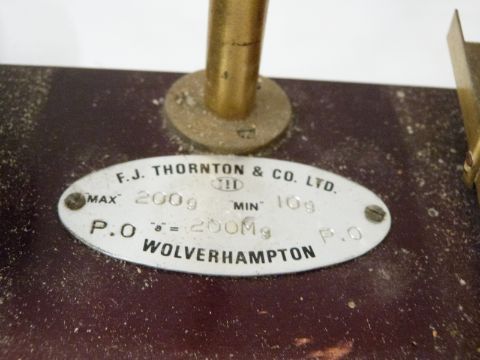 F.J. THORNTON & CO. LTD.
III
MAX 200g MIN 10g
P.O "e" = 200Mg P.O
WOLVERHAMPTON